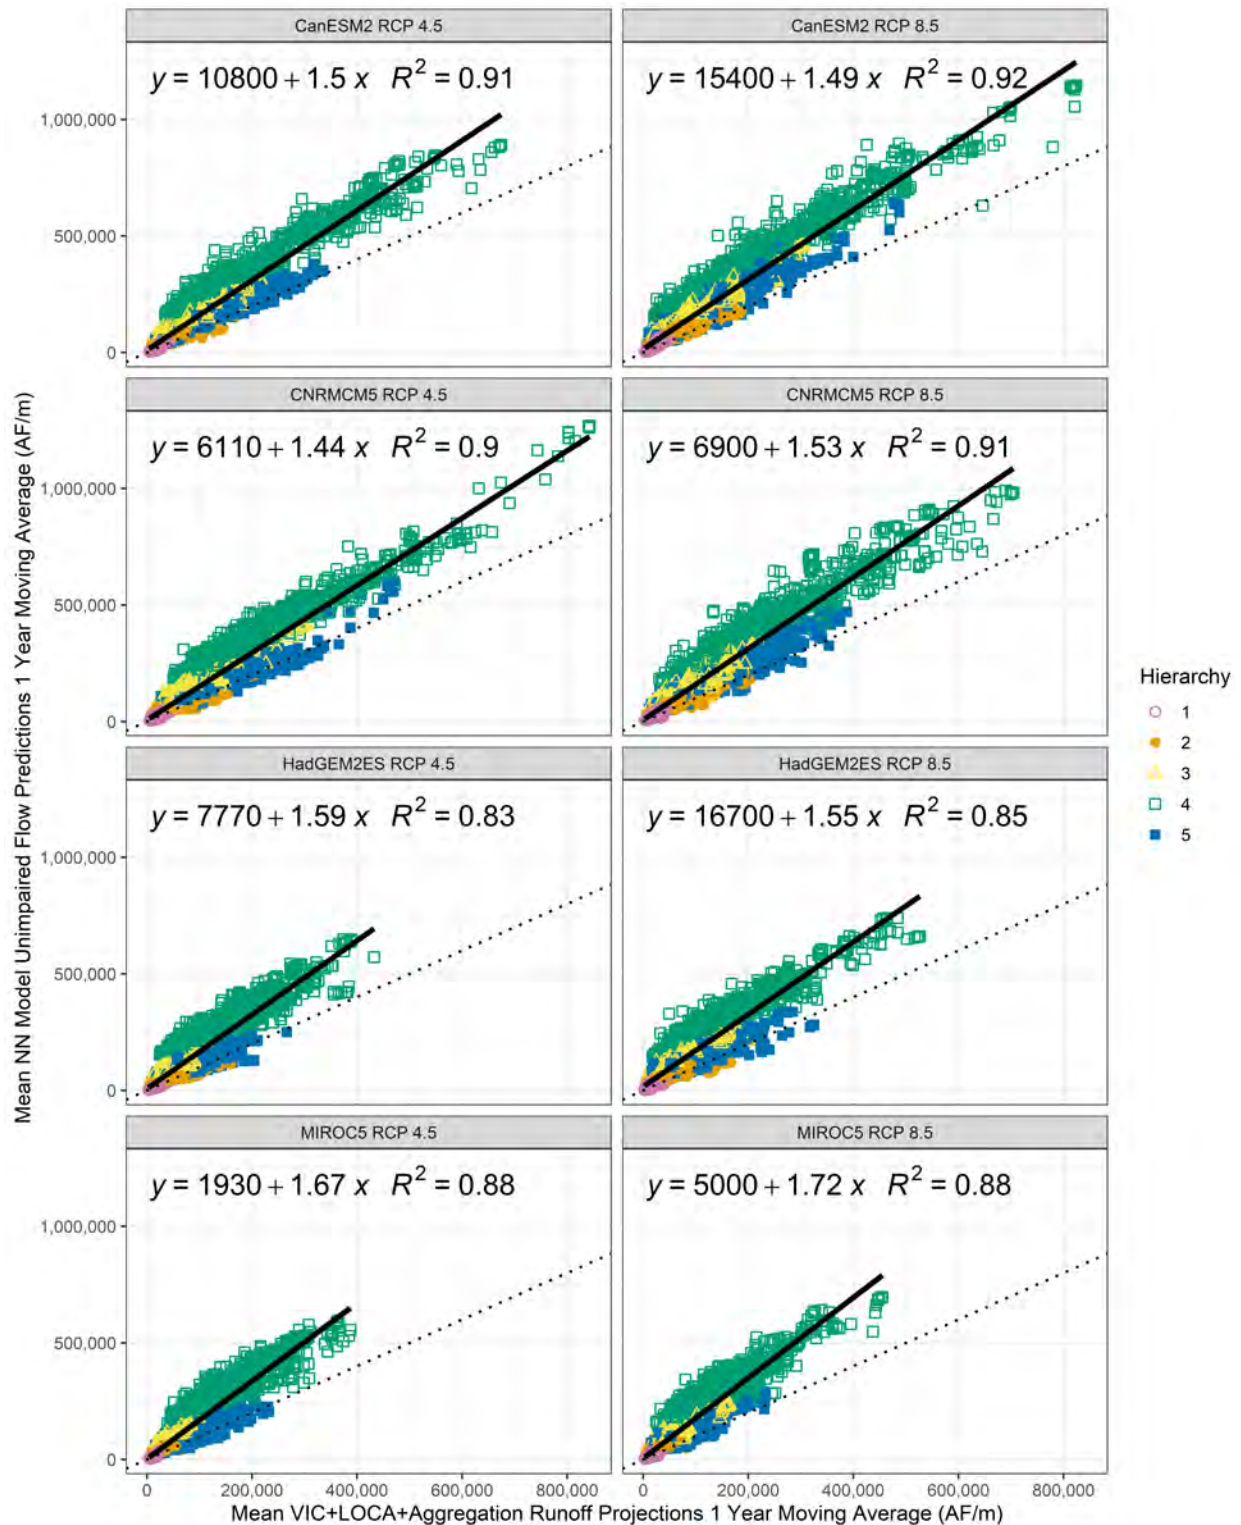 CanESM2 RCP 4.5
CanESM2 RCP 8.5
y = 10800 + 1.5 x R² = 0.91
y = 15400 + 1.49 x R² = 0.92
1,000,000
500,000
0
CNRMCM5 RCP 4.5
CNRMCM5 RCP 8.5
y = 6110 + 1.44 x R² = 0.9
y = 6900 + 1.53 x R² = 0.91
1,000,000
500,000
0
HadGEM2ES RCP 4.5
HadGEM2ES RCP 8.5
y = 7770 + 1.59 x R² = 0.83
y = 16700 + 1.55 x R² = 0.85
1,000,000
500,000
0
MIROC5 RCP 4.5
MIROC5 RCP 8.5
y = 1930 + 1.67 x R² = 0.88
y = 5000 + 1.72 x R² = 0.88
1,000,000
500,000
0
0 200,000 400,000 600,000 800,000
0 200,000 400,000 600,000 800,000
Mean VIC+LOCA+Aggregation Runoff Projections 1 Year Moving Average (AF/m)
Mean NN Model Unimpaired Flow Predictions 1 Year Moving Average (AF/m)
Hierarchy
1
2
3
4
5